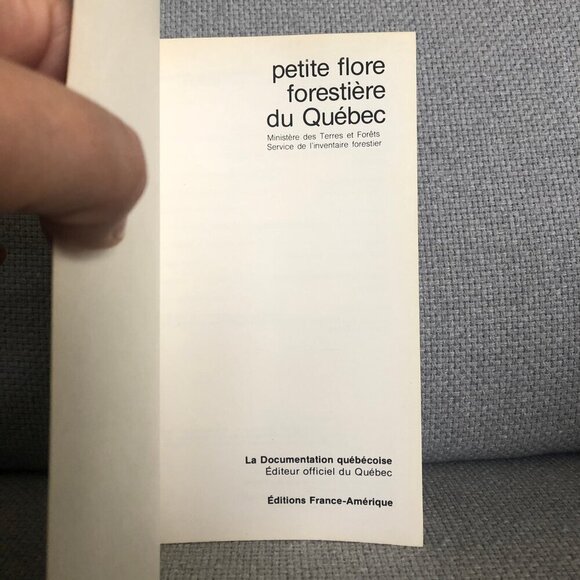 petite flore
forestière
du Québec
Ministère des Terres et Forêts
Service de l'inventaire forestier
La Documentation québécoise
Éditeur officiel du Québec
Éditions France-Amérique